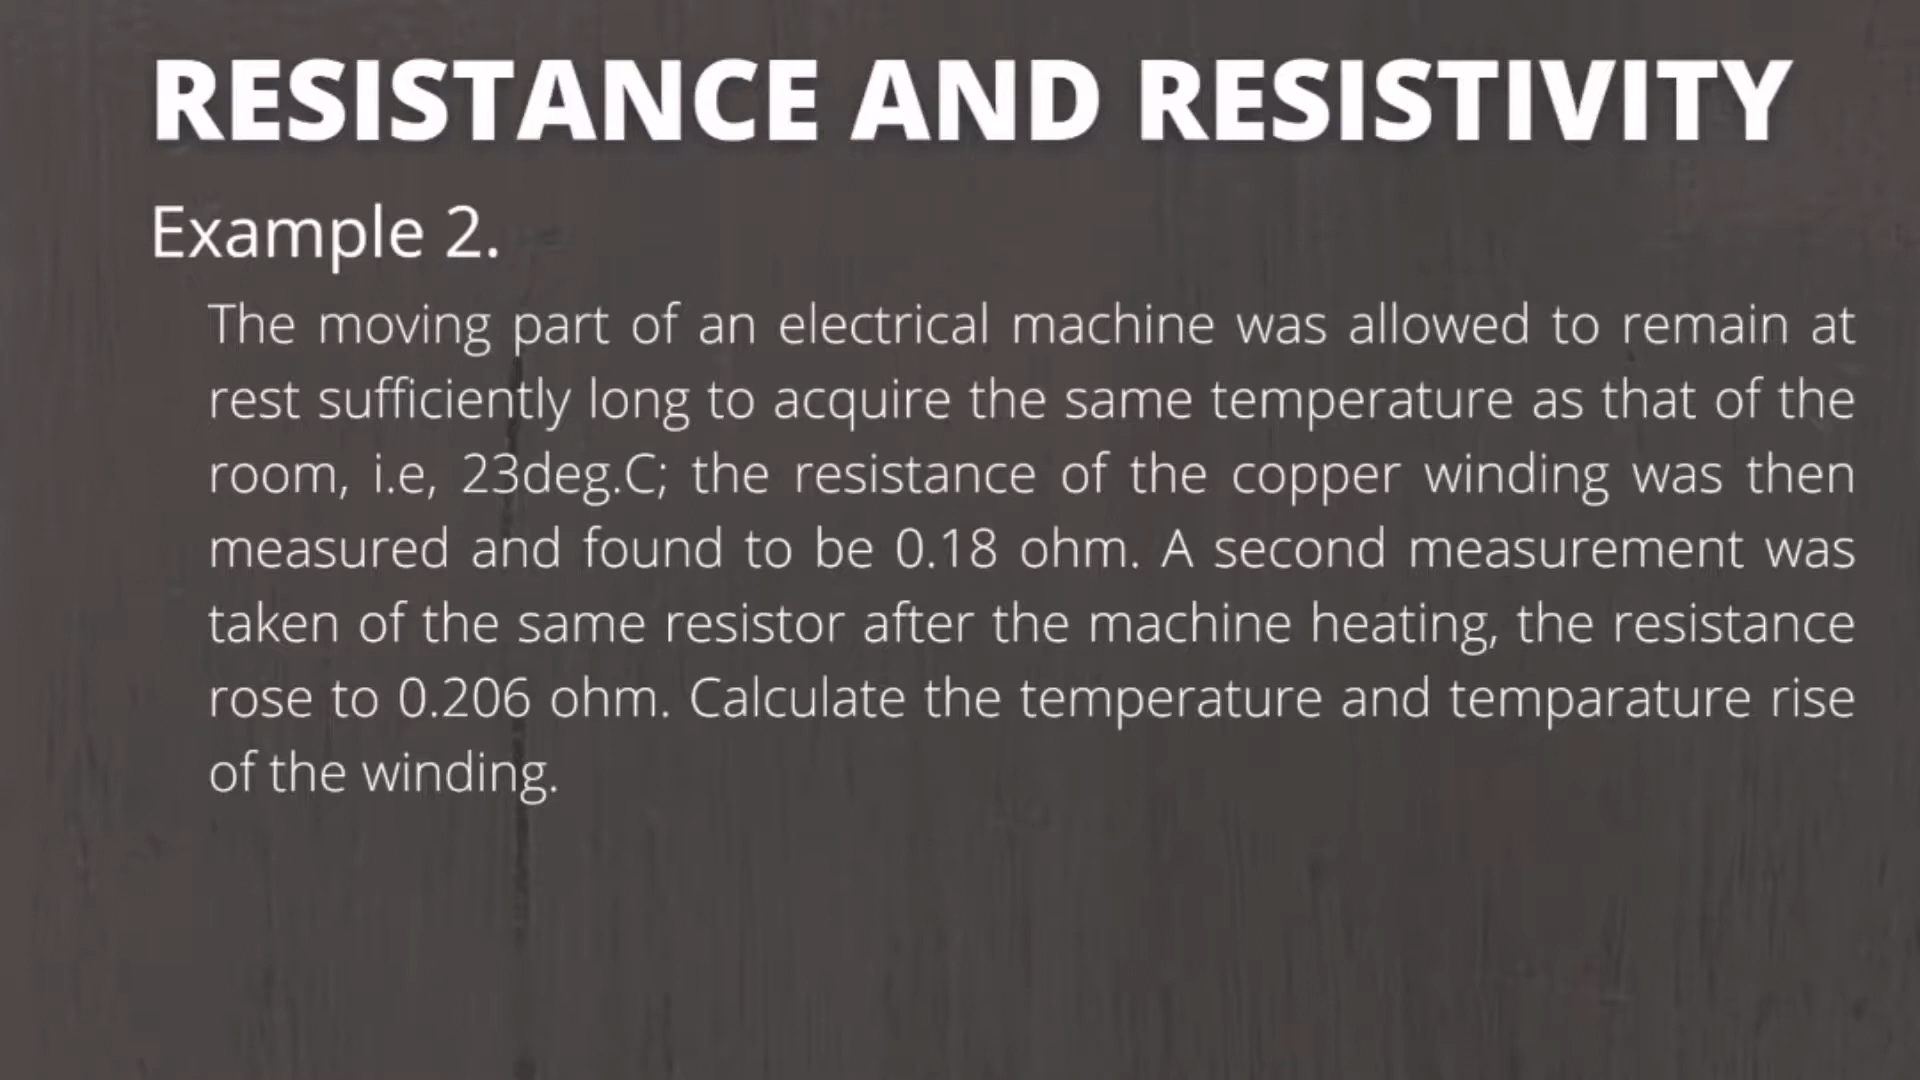 RESISTANCE AND RESISTIVITY
Example 2.
The moving part of an electrical machine was allowed to remain at
rest sufficiently long to acquire the same temperature as that of the
room, i.e, 23deg.C; the resistance of the copper winding was then
measured and found to be 0.18 ohm. A second measurement was
taken of the same resistor after the machine heating, the resistance
rose to 0.206 ohm. Calculate the temperature and temparature rise
of the winding.